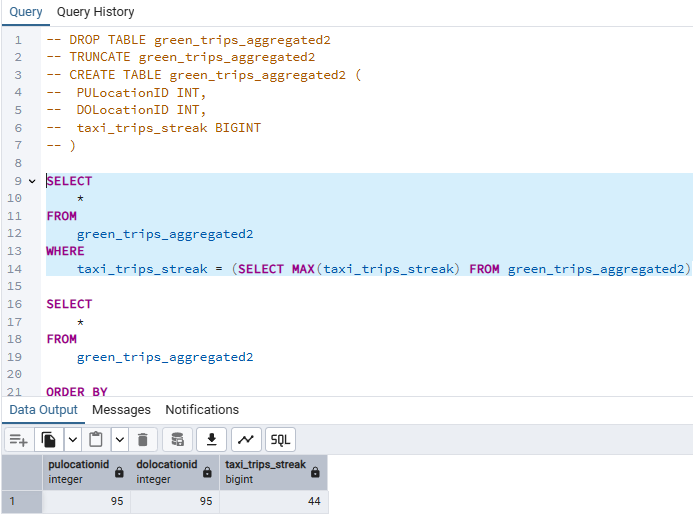 Query Query History
1 -- DROP TABLE green_trips_aggregated2
2 -- TRUNCATE green_trips_aggregated2
3 -- CREATE TABLE green_trips_aggregated2 (
4 -- PULocationID INT,
5 -- DOLocationID INT,
6 -- taxi_trips_streak BIGINT
7 -- )
8
9 SELECT
10 *
11 FROM
12 green_trips_aggregated2
13 WHERE
14 taxi_trips_streak = (SELECT MAX(taxi_trips_streak) FROM green_trips_aggregated2)
15
16 SELECT
17 *
18 FROM
19 green_trips_aggregated2
20
21 ORDER BY
Data Output Messages Notifications
SQL
pulocationid dolocationid taxi_trips_streak
integer integer bigint
1 95 95 44